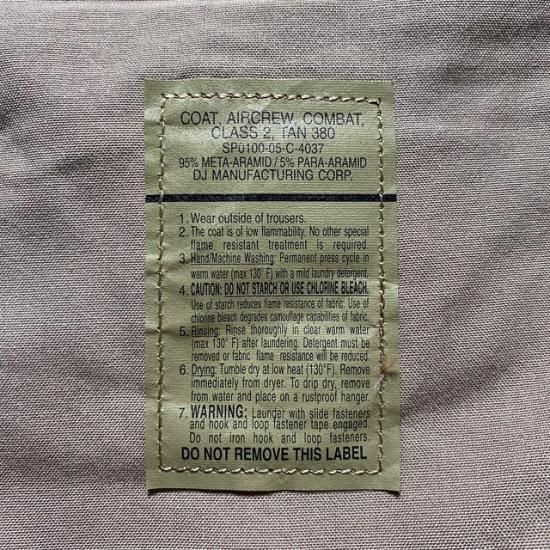 COAT, AIRCREW, COMBAT,
CLASS 2, TAN 380
SP0100-05-C-4037
95% META-ARAMID / 5% PARA-ARAMID
DJ MANUFACTURING CORP.
1. Wear outside of trousers.
2. The coat is of low flammability. No other special
flame resistant treatment is required.
3. Hand/Machine Washing: Permanent press cycle in
warm water (max 130° F) with a mild laundry detergent.
4. CAUTION: DO NOT STARCH OR USE CHLORINE BLEACH.
Use of starch reduces flame resistance of fabric. Use of
chlorine bleach degrades camouflage capabilities of fabric.
5. Rinsing: Rinse thoroughly in clear warm water
(max 130° F) after laundering. Detergent must be
removed or fabric flame resistance will be reduced.
6. Drying: Tumble dry at low heat (130°F). Remove
immediately from dryer. To drip dry, remove
from water and place on a rustproof hanger.
7. WARNING: Launder with slide fasteners
and hook and loop fastener tape engaged.
Do not iron hook and loop fasteners.
DO NOT REMOVE THIS LABEL